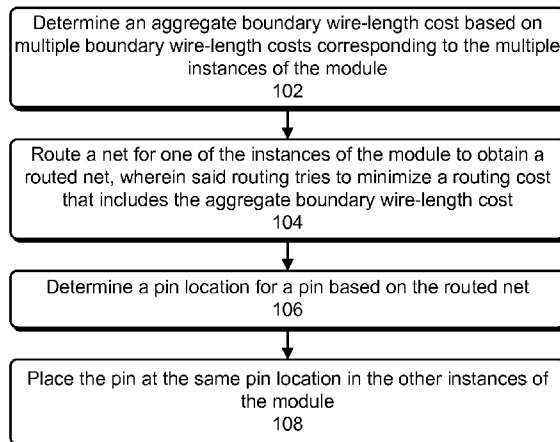 Determine an aggregate boundary wire-length cost based on
multiple boundary wire-length costs corresponding to the multiple
instances of the module
102
Route a net for one of the instances of the module to obtain a
routed net, wherein said routing tries to minimize a routing cost
that includes the aggregate boundary wire-length cost
104
Determine a pin location for a pin based on the routed net
106
Place the pin at the same pin location in the other instances of
the module
108